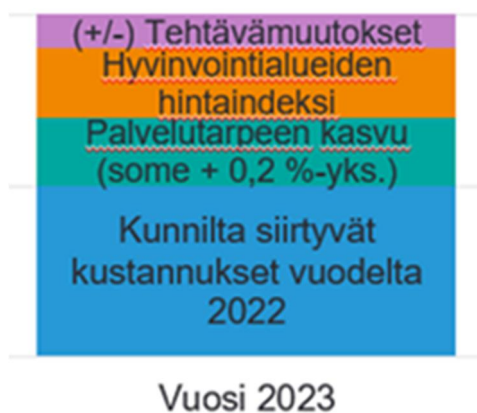 (+/-) Tehtävämuutokset
Hyvinvointialueiden
hintaindeksi
Palvelutarpeen kasvu
(some + 0,2 %-yks.)
Kunnilta siirtyvät
kustannukset vuodelta
2022
Vuosi 2023